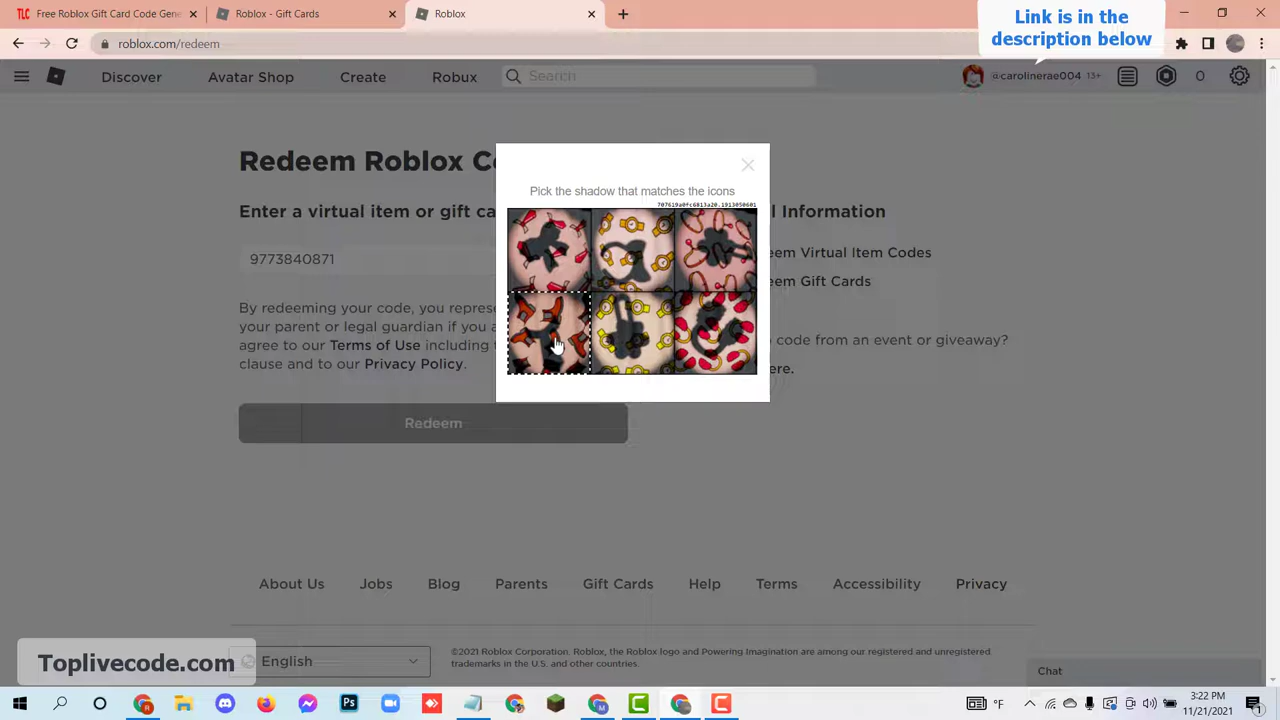 TLC Roblox Gift Card Codes
Roblox Gift Card Gene
Roblox
Link is in the
description below
roblox.com/redeem
Discover
Avatar Shop
Create
Robux
Search
@carolinerae004 13+
0
Redeem Roblox Co
Enter a virtual item or gift ca
l Information
9773840871
eem Virtual Item Codes
eem Gift Cards
Pick the shadow that matches the icons
707619a0fc6813a20.1913050601
By redeeming your code, you represe
your parent or legal guardian if you a
agree to our Terms of Use including t
clause and to Privacy Policy.
code from an event or giveaway?
ere.
Redeem
About Us
Jobs
Blog
Parents
Gift Cards
Help
Terms
Accessibility
Privacy
English
©2021 Roblox Corporation. Roblox, the Roblox logo and Powering Imagination are among our registered and unregistered
trademarks in the U.S. and other countries.
Toplivecode.com
Chat
°F
3:22 PM
11/21/2021